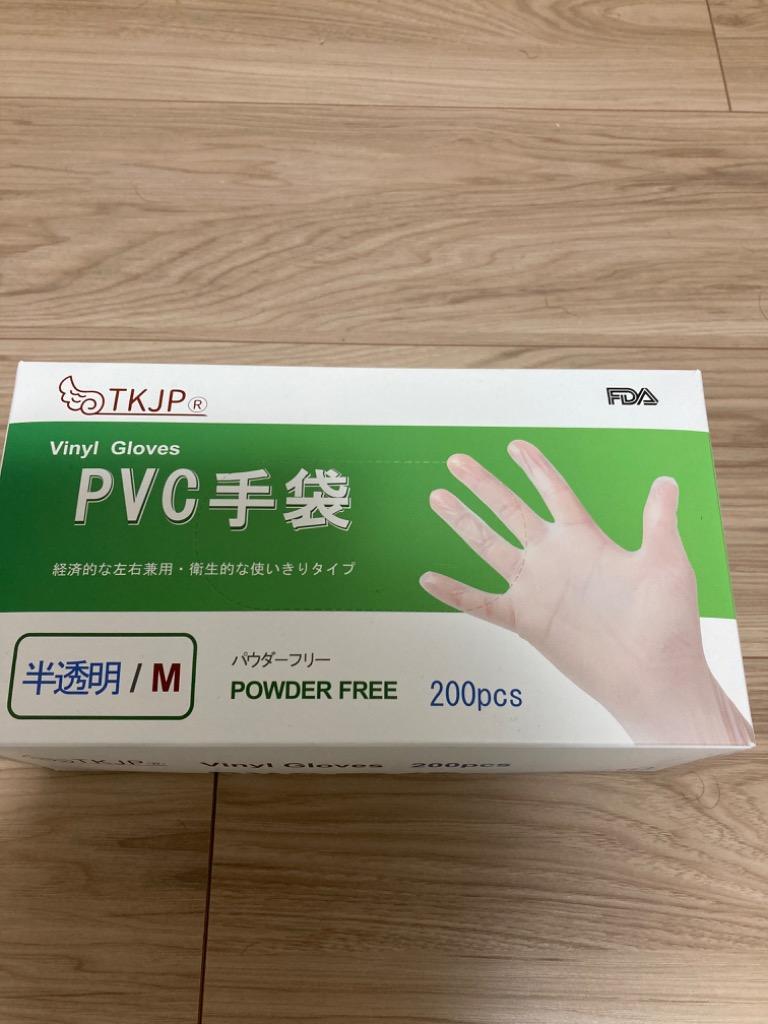 TKJP®
FDA
Vinyl Gloves
PVC手袋
経済的な左右兼用・衛生的な使いきりタイプ
半透明 / M
パウダーフリー
POWDER FREE 200pcs
TKJP® Vinyl Gloves 200pcs